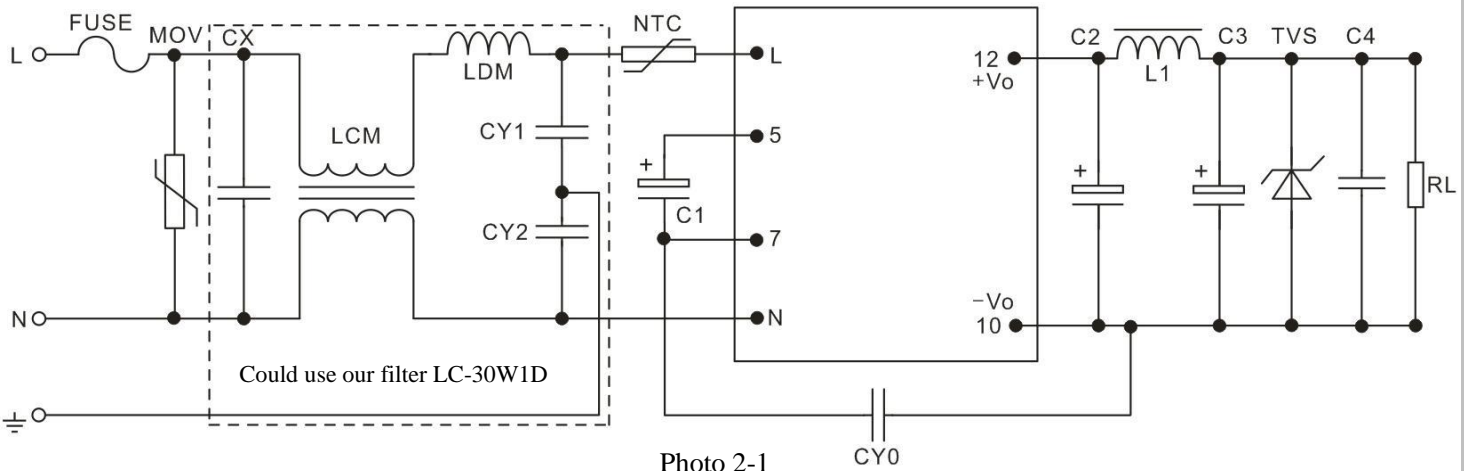 FUSE
MOV
CX
LDM
NTC
L
L
12
+Vo
C2
L1
C3
TVS
C4
CY1
LCM
5
+
C1
+
+
RL
CY2
7
N
N
−Vo
10
Could use our filter LC-30W1D
CY0
Photo 2-1